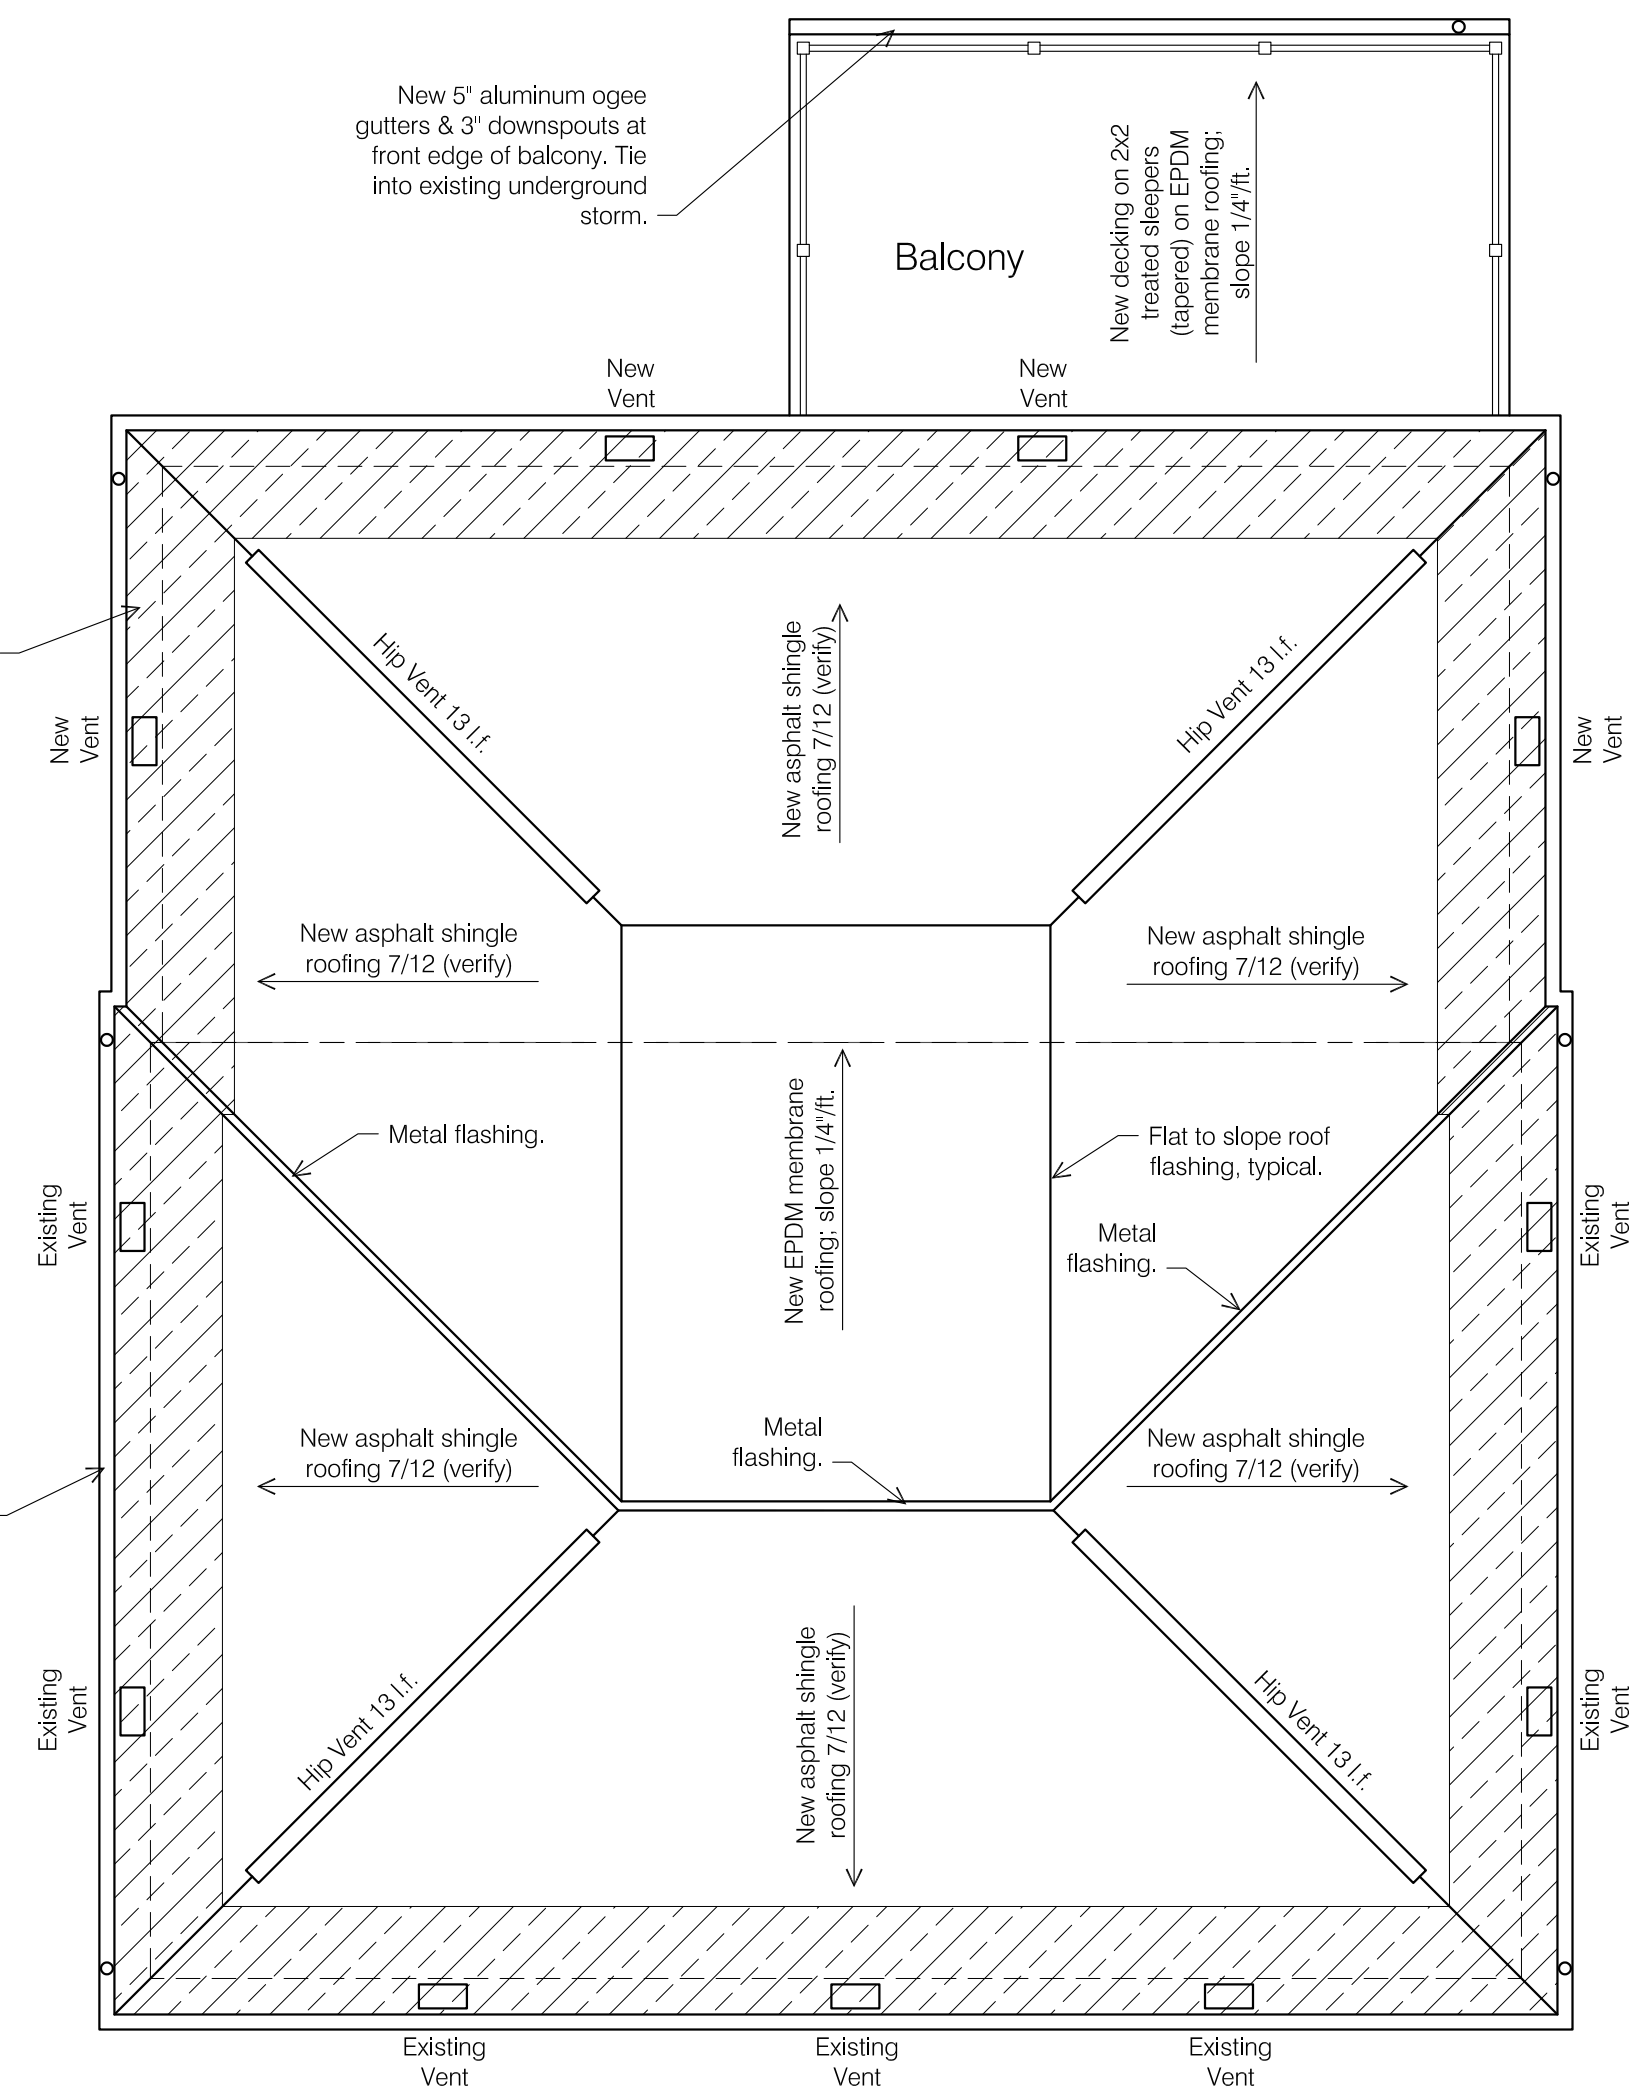 New 5" aluminum ogee
gutters & 3" downspouts at
front edge of balcony. Tie
into existing underground
storm.
Balcony
New decking on 2x2
treated sleepers
(tapered) on EPDM
membrane roofing;
slope 1/4"/ft.
New
Vent
New
Vent
Hip Vent 13 l.f.
New asphalt shingle
roofing 7/12 (verify)
Hip Vent 13 l.f.
New
Vent
New
Vent
New asphalt shingle
roofing 7/12 (verify)
New asphalt shingle
roofing 7/12 (verify)
Metal flashing.
New EPDM membrane
roofing; slope 1/4"/ft.
Flat to slope roof
flashing, typical.
Existing
Vent
Metal
flashing.
Existing
Vent
Metal
flashing.
New asphalt shingle
roofing 7/12 (verify)
New asphalt shingle
roofing 7/12 (verify)
Existing
Vent
Hip Vent 13 l.f.
New asphalt shingle
roofing 7/12 (verify)
Hip Vent 13 l.f.
Existing
Vent
Existing
Vent
Existing
Vent
Existing
Vent